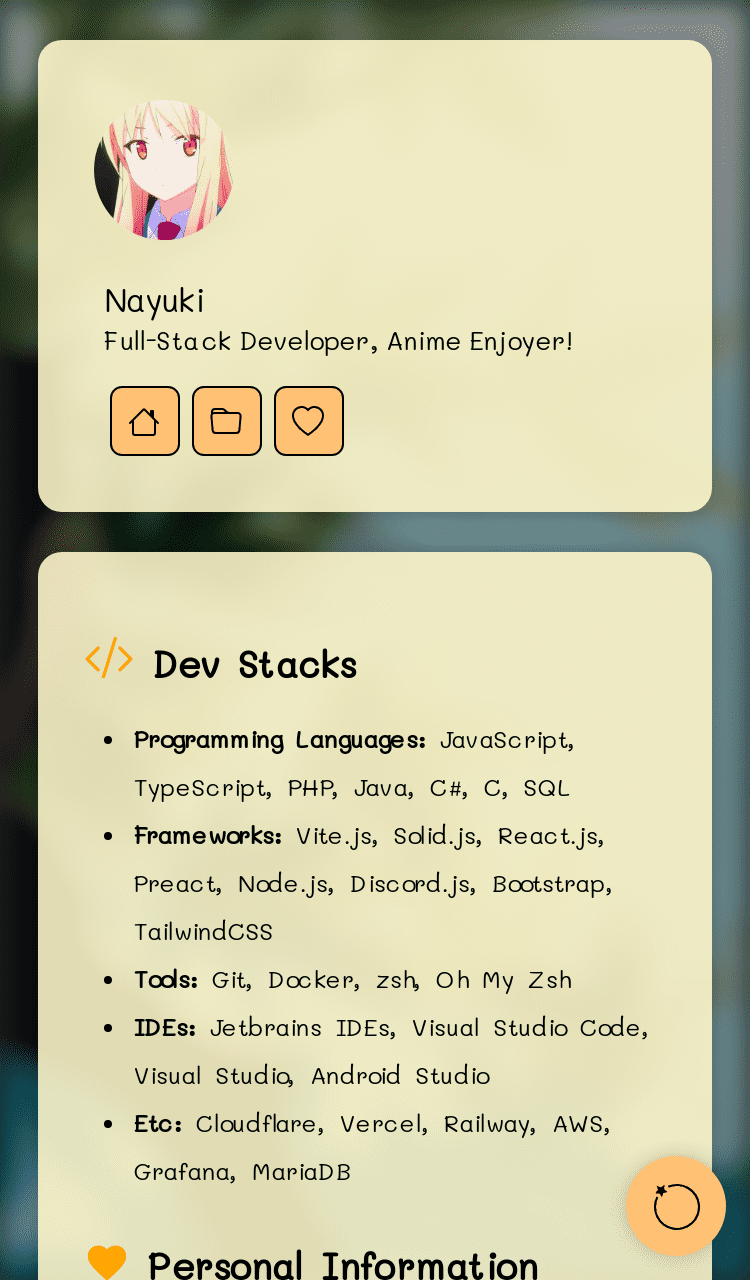 Nayuki
Full-Stack Developer, Anime Enjoyer!
Dev Stacks
Programming Languages: JavaScript,
TypeScript, PHP, Java, C#, C, SQL
Frameworks: Vite.js, Solid.js, React.js,
Preact, Node.js, Discord.js, Bootstrap,
TailwindCSS
Tools: Git, Docker, zsh, Oh My Zsh
IDEs: Jetbrains IDEs, Visual Studio Code,
Visual Studio, Android Studio
Etc: Cloudflare, Vercel, Railway, AWS,
Grafana, MariaDB
Personal Information